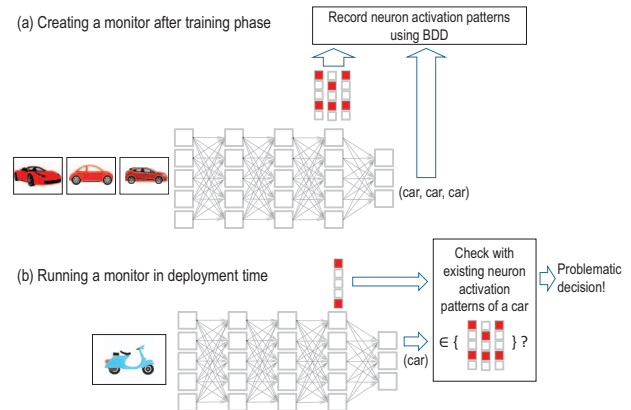 (a) Creating a monitor after training phase
Record neuron activation patterns
using BDD
(car, car, car)
(b) Running a monitor in deployment time
Check with
existing neuron
activation
patterns of a car
∈ { } ?
Problematic
decision!
(car)